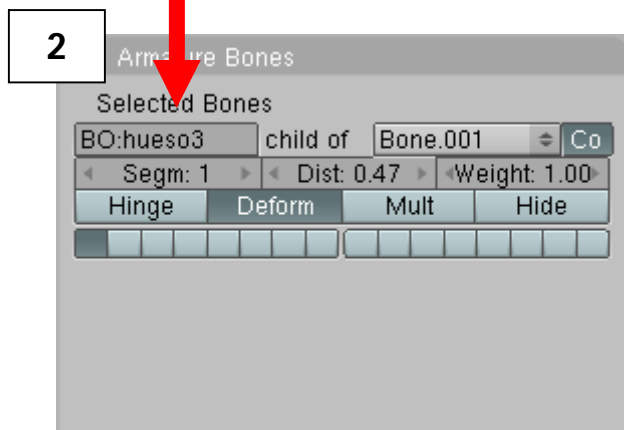 2
Armature Bones
Selected Bones
BO:hueso3 child of Bone.001 Co
Segm: 1 Dist: 0.47 Weight: 1.00
Hinge Deform Mult Hide